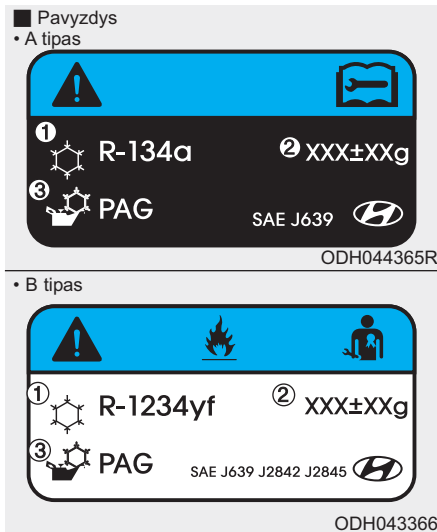 ■ Pavyzdys
• A tipas
① R-134a ② XXX±XXg
③ PAG SAE J639
ODH044365R
• B tipas
① R-1234yf ② XXX±XXg
③ PAG SAE J639 J2842 J2845
ODH043366